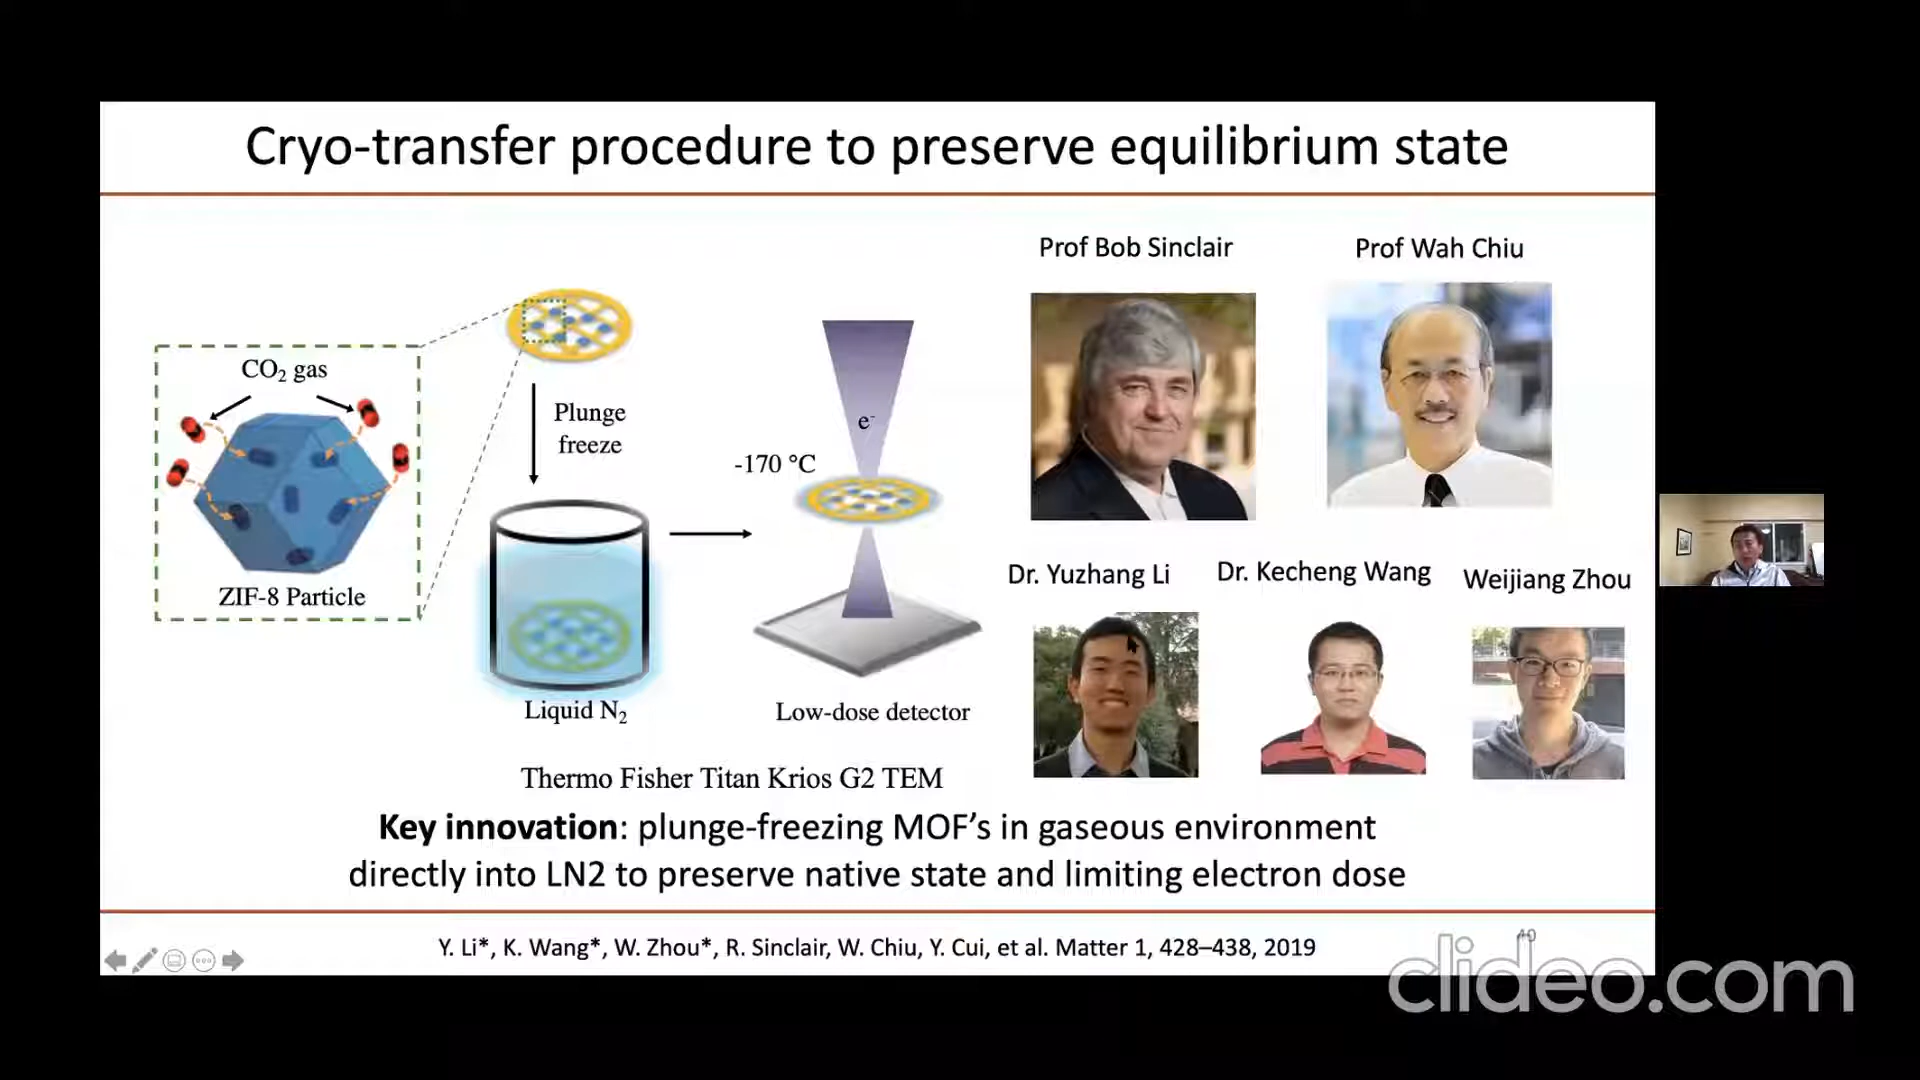 Cryo-transfer procedure to preserve equilibrium state
Prof Bob Sinclair
Prof Wah Chiu
CO₂ gas
ZIF-8 Particle
Plunge
freeze
Liquid N₂
-170 °C
e⁻
Low-dose detector
Dr. Yuzhang Li
Dr. Kecheng Wang
Weijiang Zhou
Thermo Fisher Titan Krios G2 TEM
Key innovation: plunge-freezing MOF’s in gaseous environment
directly into LN2 to preserve native state and limiting electron dose
Y. Li*, K. Wang*, W. Zhou*, R. Sinclair, W. Chiu, Y. Cui, et al. Matter 1, 428–438, 2019
clideo.com